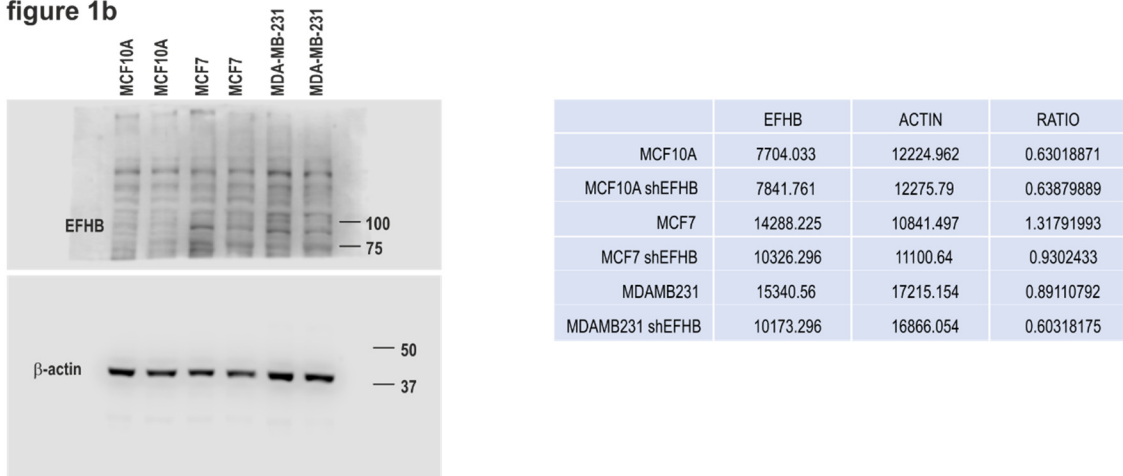 figure 1b
MCF10A
MCF10A
MCF7
MCF7
MDA-MB-231
MDA-MB-231
EFHB
100
75
50
β-actin
37
EFHB ACTIN RATIO
MCF10A 7704.033 12224.962 0.63018871
MCF10A shEFHB 7841.761 12275.79 0.63879889
MCF7 14288.225 10841.497 1.31791993
MCF7 shEFHB 10326.296 11100.64 0.9302433
MDAMB231 15340.56 17215.154 0.89110792
MDAMB231 shEFHB 10173.296 16866.054 0.60318175